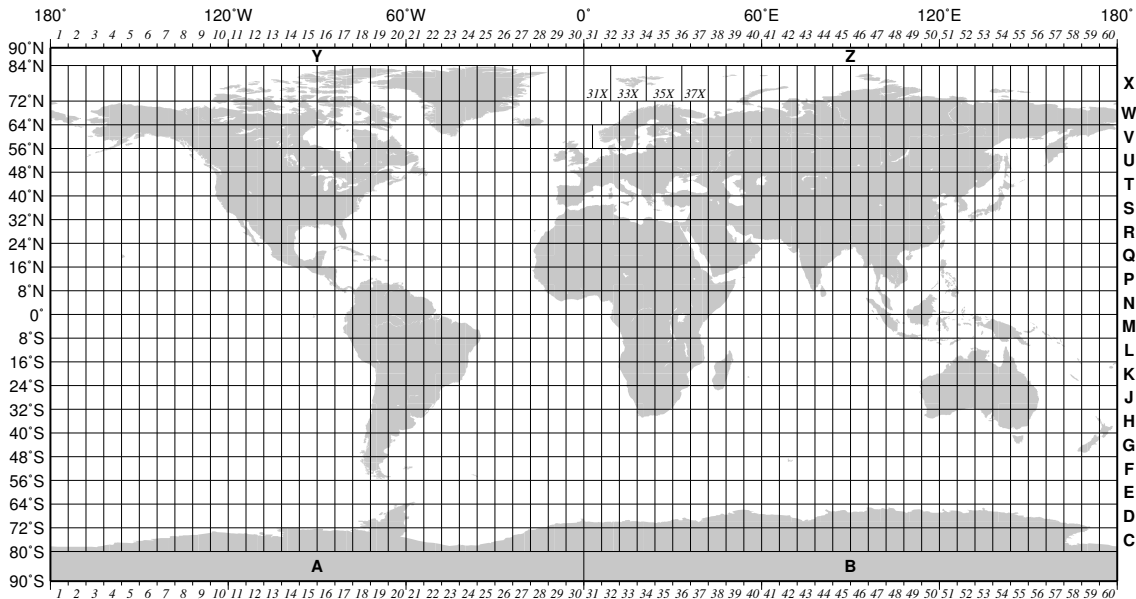 180˚W 120˚W 60˚W 0˚ 60˚E 120˚E 180˚
1 2 3 4 5 6 7 8 9 10 11 12 13 14 15 16 17 18 19 20 21 22 23 24 25 26 27 28 29 30 31 32 33 34 35 36 37 38 39 40 41 42 43 44 45 46 47 48 49 50 51 52 53 54 55 56 57 58 59 60
90˚N
Y Z
84˚N
X
31X 33X 35X 37X
72˚N
W
64˚N
V
56˚N
U
48˚N
T
40˚N
S
32˚N
R
24˚N
Q
16˚N
P
8˚N
N
0˚
M
8˚S
L
16˚S
K
24˚S
J
32˚S
H
40˚S
G
48˚S
F
56˚S
E
64˚S
D
72˚S
C
80˚S
A B
90˚S
1 2 3 4 5 6 7 8 9 10 11 12 13 14 15 16 17 18 19 20 21 22 23 24 25 26 27 28 29 30 31 32 33 34 35 36 37 38 39 40 41 42 43 44 45 46 47 48 49 50 51 52 53 54 55 56 57 58 59 60